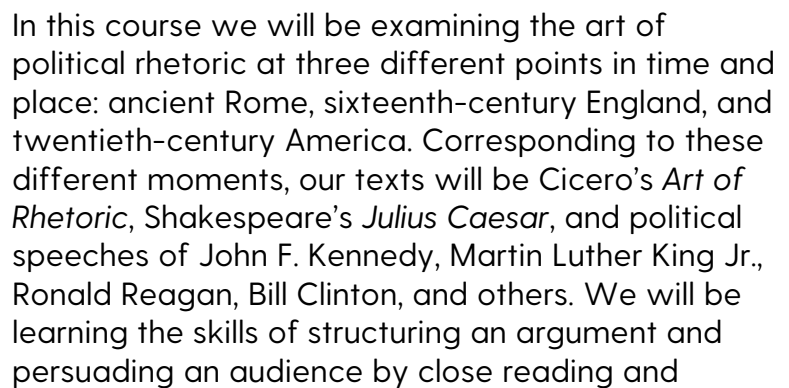 In this course we will be examining the art of
political rhetoric at three different points in time and
place: ancient Rome, sixteenth-century England, and
twentieth-century America. Corresponding to these
different moments, our texts will be Cicero’s Art of
Rhetoric, Shakespeare’s Julius Caesar, and political
speeches of John F. Kennedy, Martin Luther King Jr.,
Ronald Reagan, Bill Clinton, and others. We will be
learning the skills of structuring an argument and
persuading an audience by close reading and